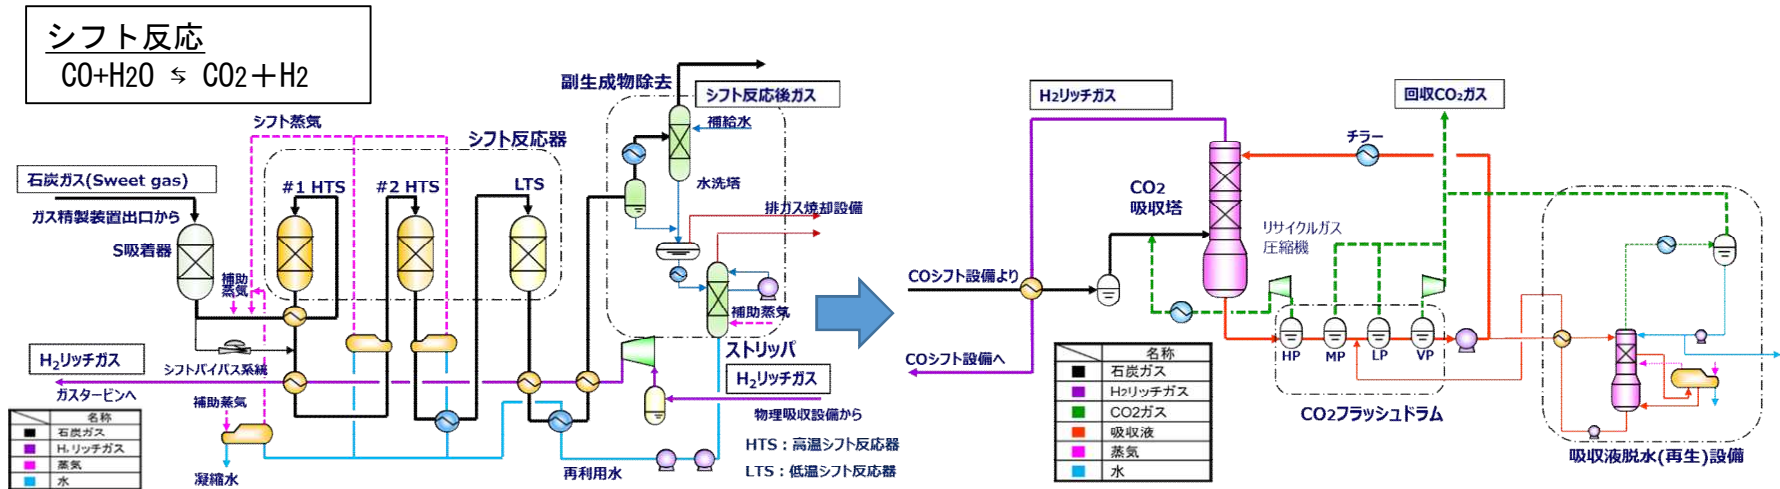 シフト反応
CO+H2O ⇆ CO2+H2
シフト蒸気
シフト反応器
副生成物除去
シフト反応後ガス
補給水
水洗塔
石炭ガス(Sweet gas)
ガス精製装置出口から
S吸着器
#1 HTS
#2 HTS
LTS
排ガス焼却設備
補助
蒸気
補助蒸気
ストリッパ
H2リッチガス
シフトバイパス系統
ガスタービンへ
補助蒸気
凝縮水
H2リッチガス
物理吸収設備から
HTS：高温シフト反応器
LTS：低温シフト反応器
再利用水
名称
石炭ガス
H2リッチガス
蒸気
水
H2リッチガス
回収CO2ガス
チラー
CO2
吸収塔
リサイクルガス
圧縮機
COシフト設備より
COシフト設備へ
HP
MP
LP
VP
CO2フラッシュドラム
吸収液脱水(再生)設備
名称
石炭ガス
H2リッチガス
CO2ガス
吸収液
蒸気
水